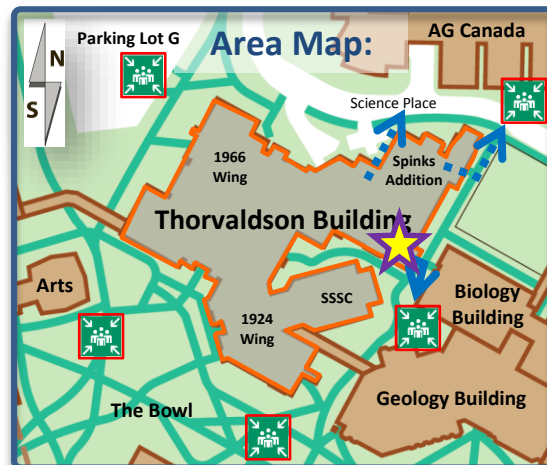 Parking Lot G
Area Map:
AG Canada
N
S
Science Place
1966
Wing
Spinks
Addition
Thorvaldson Building
Arts
SSSC
Biology
Building
1924
Wing
The Bowl
Geology Building